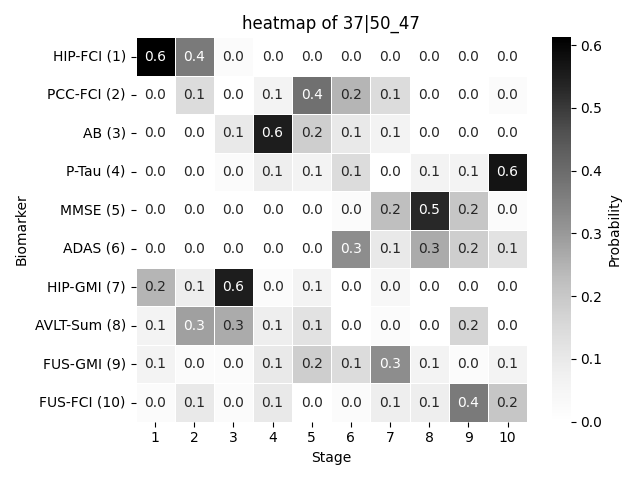 heatmap of 37|50_47
HIP-FCI (1) 0.6 0.4 0.0 0.0 0.0 0.0 0.0 0.0 0.0 0.0
PCC-FCI (2) 0.0 0.1 0.0 0.1 0.4 0.2 0.1 0.0 0.0 0.0
AB (3) 0.0 0.0 0.1 0.6 0.2 0.1 0.1 0.0 0.0 0.0
P-Tau (4) 0.0 0.0 0.0 0.1 0.1 0.1 0.0 0.1 0.1 0.6
MMSE (5) 0.0 0.0 0.0 0.0 0.0 0.0 0.2 0.5 0.2 0.0
ADAS (6) 0.0 0.0 0.0 0.0 0.0 0.3 0.1 0.3 0.2 0.1
HIP-GMI (7) 0.2 0.1 0.6 0.0 0.1 0.0 0.0 0.0 0.0 0.0
AVLT-Sum (8) 0.1 0.3 0.3 0.1 0.1 0.0 0.0 0.0 0.2 0.0
FUS-GMI (9) 0.1 0.0 0.0 0.1 0.2 0.1 0.3 0.1 0.0 0.1
FUS-FCI (10) 0.0 0.1 0.0 0.1 0.0 0.0 0.1 0.1 0.4 0.2
1 2 3 4 5 6 7 8 9 10
Stage
Biomarker
0.6
0.5
0.4
0.3
0.2
0.1
0.0
Probability